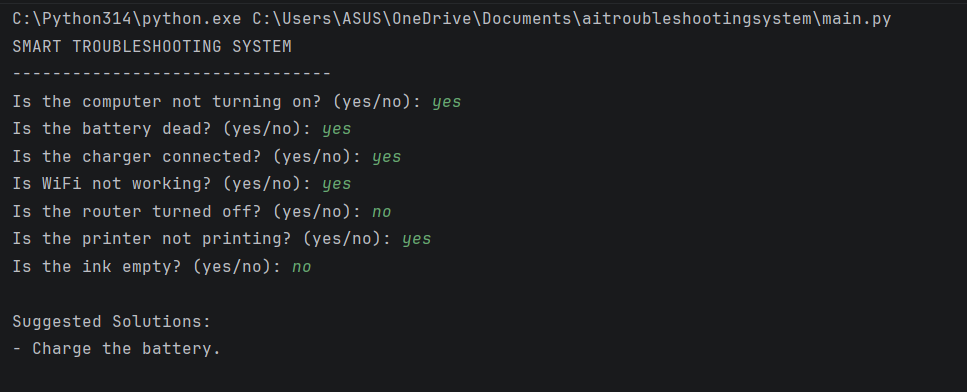 C:\Python314\python.exe C:\Users\ASUS\OneDrive\Documents\aitroubleshootingsystem\main.py
SMART TROUBLESHOOTING SYSTEM
--------------------------------
Is the computer not turning on? (yes/no): yes
Is the battery dead? (yes/no): yes
Is the charger connected? (yes/no): yes
Is WiFi not working? (yes/no): yes
Is the router turned off? (yes/no): no
Is the printer not printing? (yes/no): yes
Is the ink empty? (yes/no): no
Suggested Solutions:
- Charge the battery.